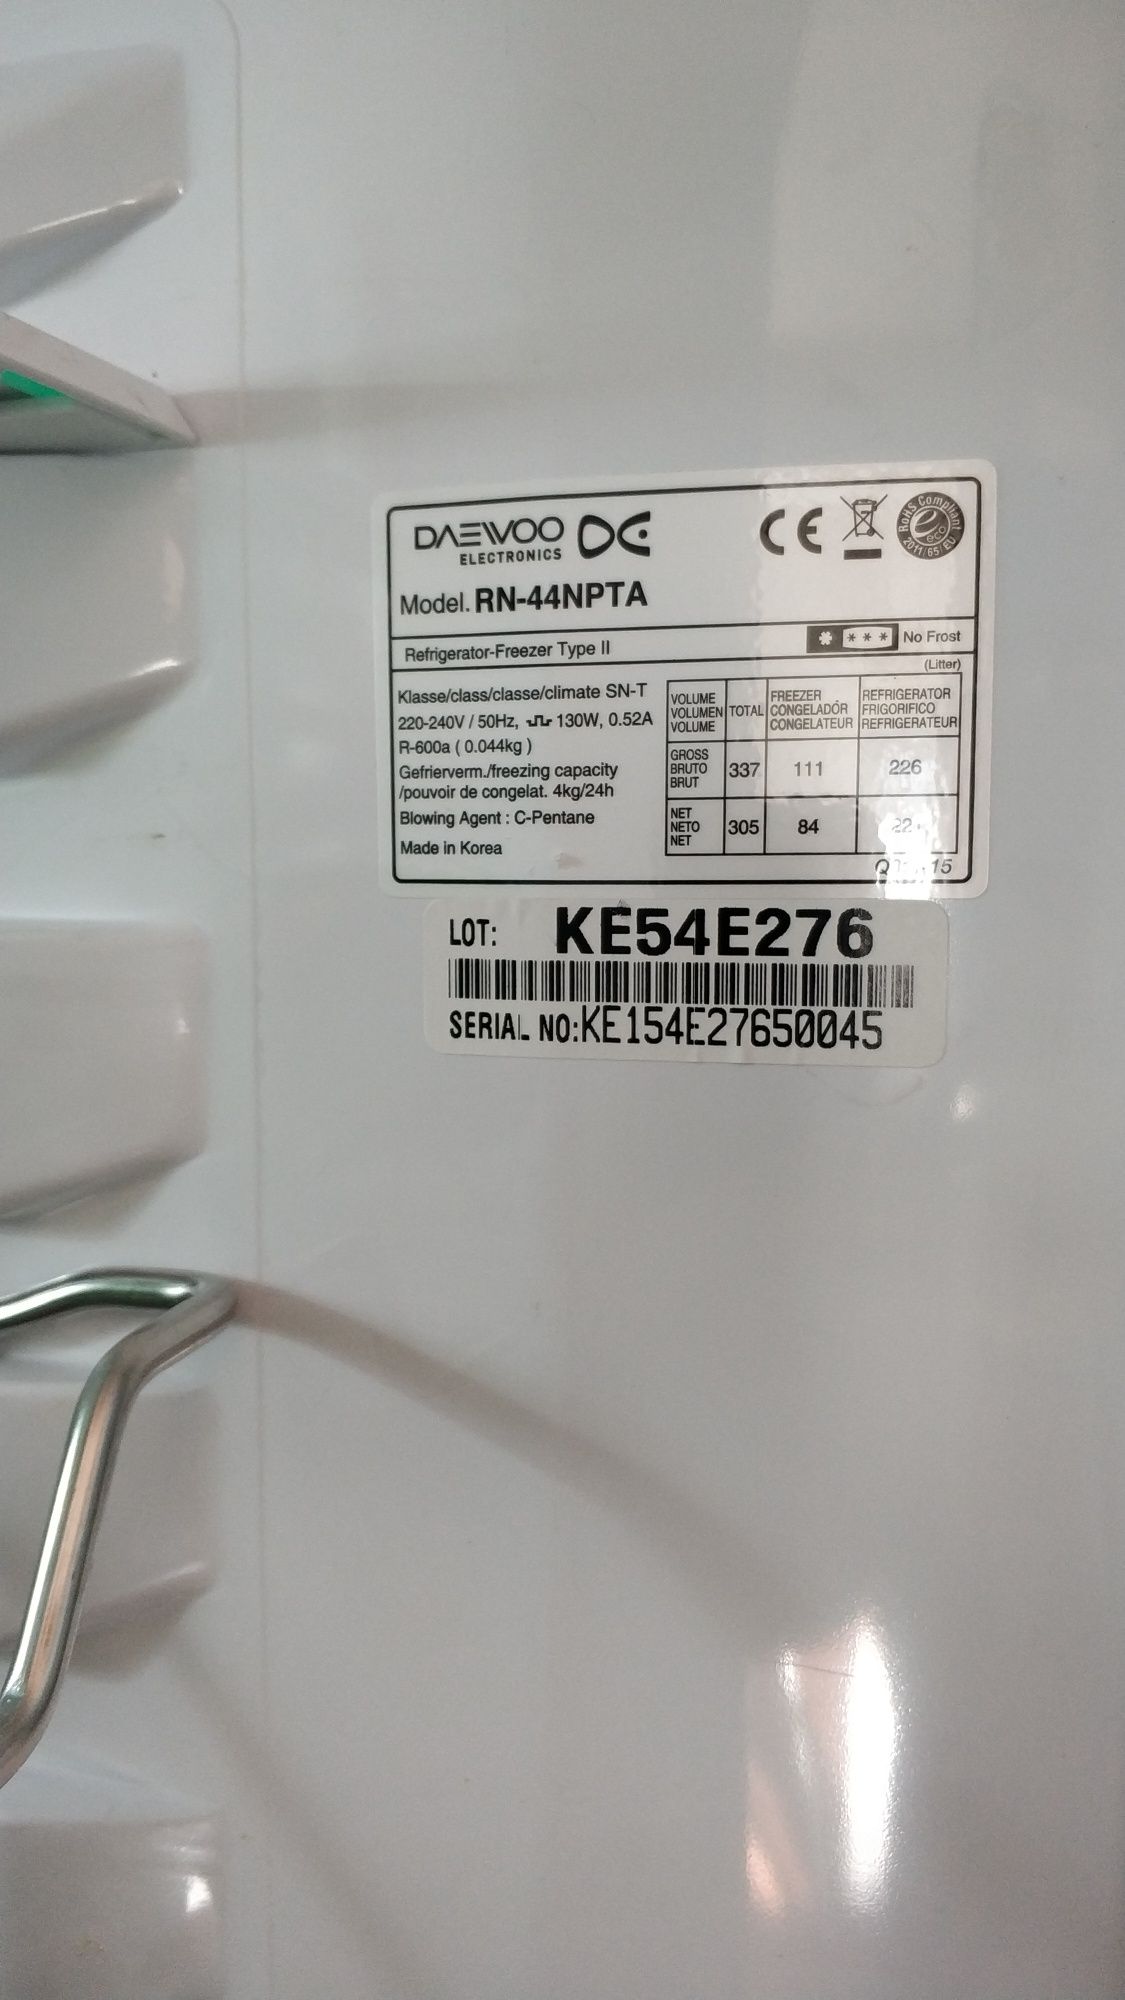 DAEWOO
ELECTRONICS
CE
RoHS Compliant
eco
2011/65/EU
Model. RN-44NPTA
Refrigerator-Freezer Type II
* *** No Frost
(Litter)
Klasse/class/classe/climate SN-T
220-240V / 50Hz, 130W, 0.52A
R-600a ( 0.044kg )
Gefrierverm./freezing capacity
/pouvoir de congelat. 4kg/24h
Blowing Agent : C-Pentane
Made in Korea
VOLUME
VOLUMEN
VOLUME
TOTAL
FREEZER
CONGELADÓR
CONGELATEUR
REFRIGERATOR
FRIGORIFICO
REFRIGERATEUR
GROSS
BRUTO
BRUT
337 111 226
NET
NETO
NET
305 84
LOT: KE54E276
SERIAL NO:KE154E27650045